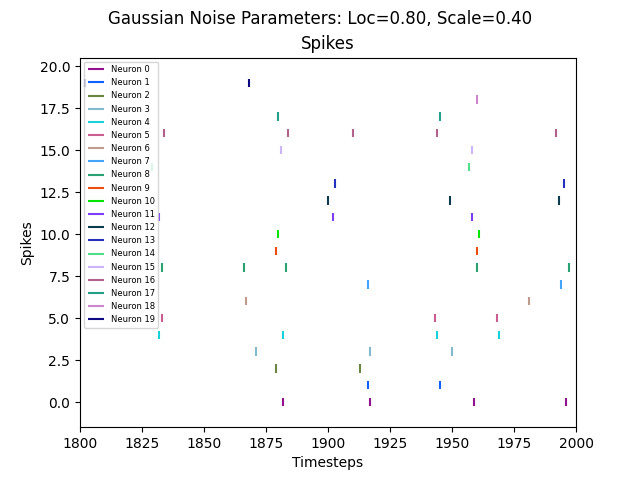 Gaussian Noise Parameters: Loc=0.80, Scale=0.40
Spikes
20.0
17.5
15.0
12.5
10.0
7.5
5.0
2.5
0.0
Spikes
Neuron 0
Neuron 1
Neuron 2
Neuron 3
Neuron 4
Neuron 5
Neuron 6
Neuron 7
Neuron 8
Neuron 9
Neuron 10
Neuron 11
Neuron 12
Neuron 13
Neuron 14
Neuron 15
Neuron 16
Neuron 17
Neuron 18
Neuron 19
1800 1825 1850 1875 1900 1925 1950 1975 2000
Timesteps